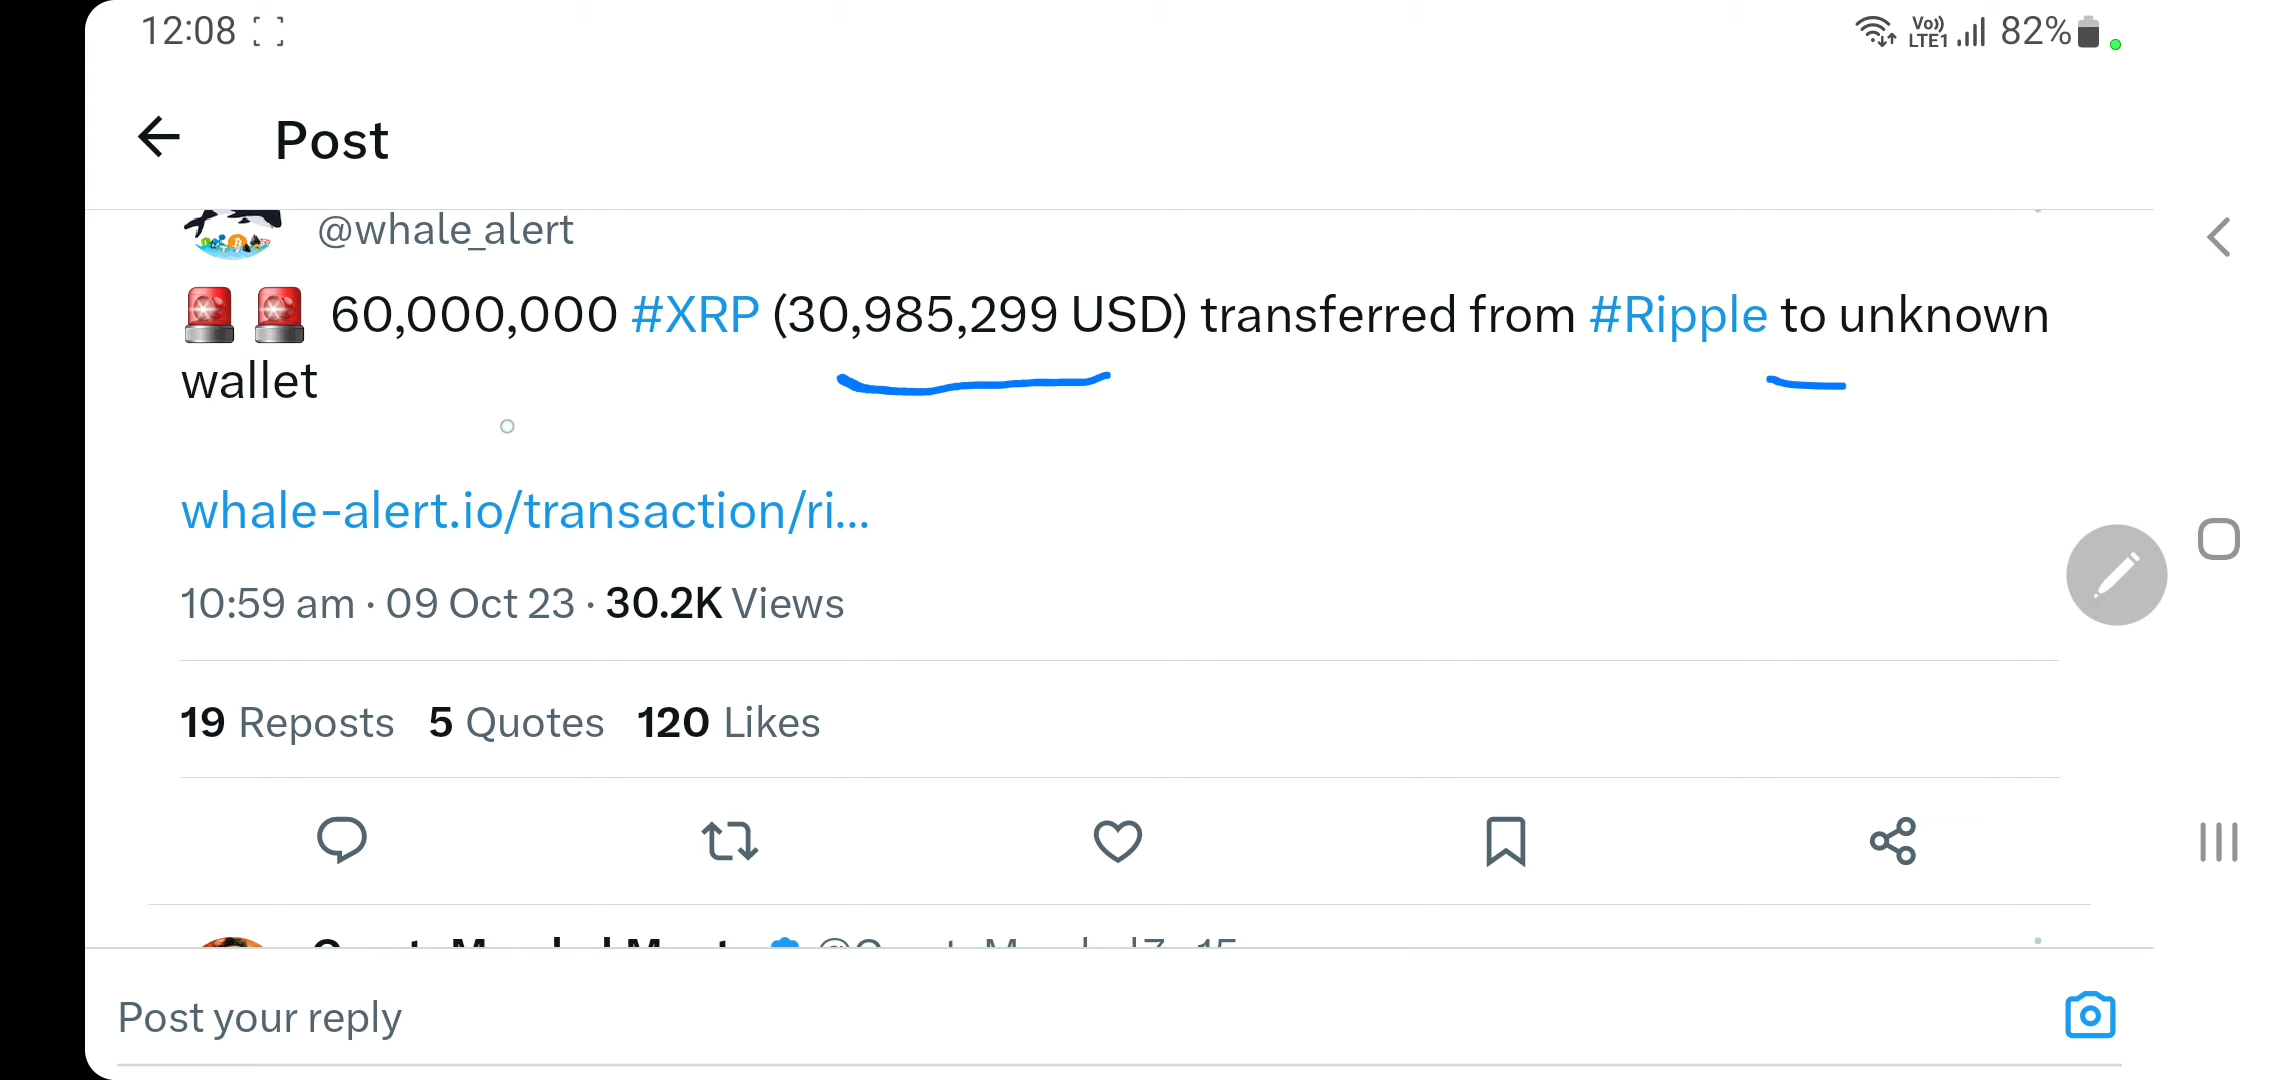 12:08
Vo)) LTE1 82%
Post
@whale_alert
60,000,000 #XRP (30,985,299 USD) transferred from #Ripple to unknown
wallet
whale-alert.io/transaction/ri...
10:59 am · 09 Oct 23 · 30.2K Views
19 Reposts 5 Quotes 120 Likes
Post your reply